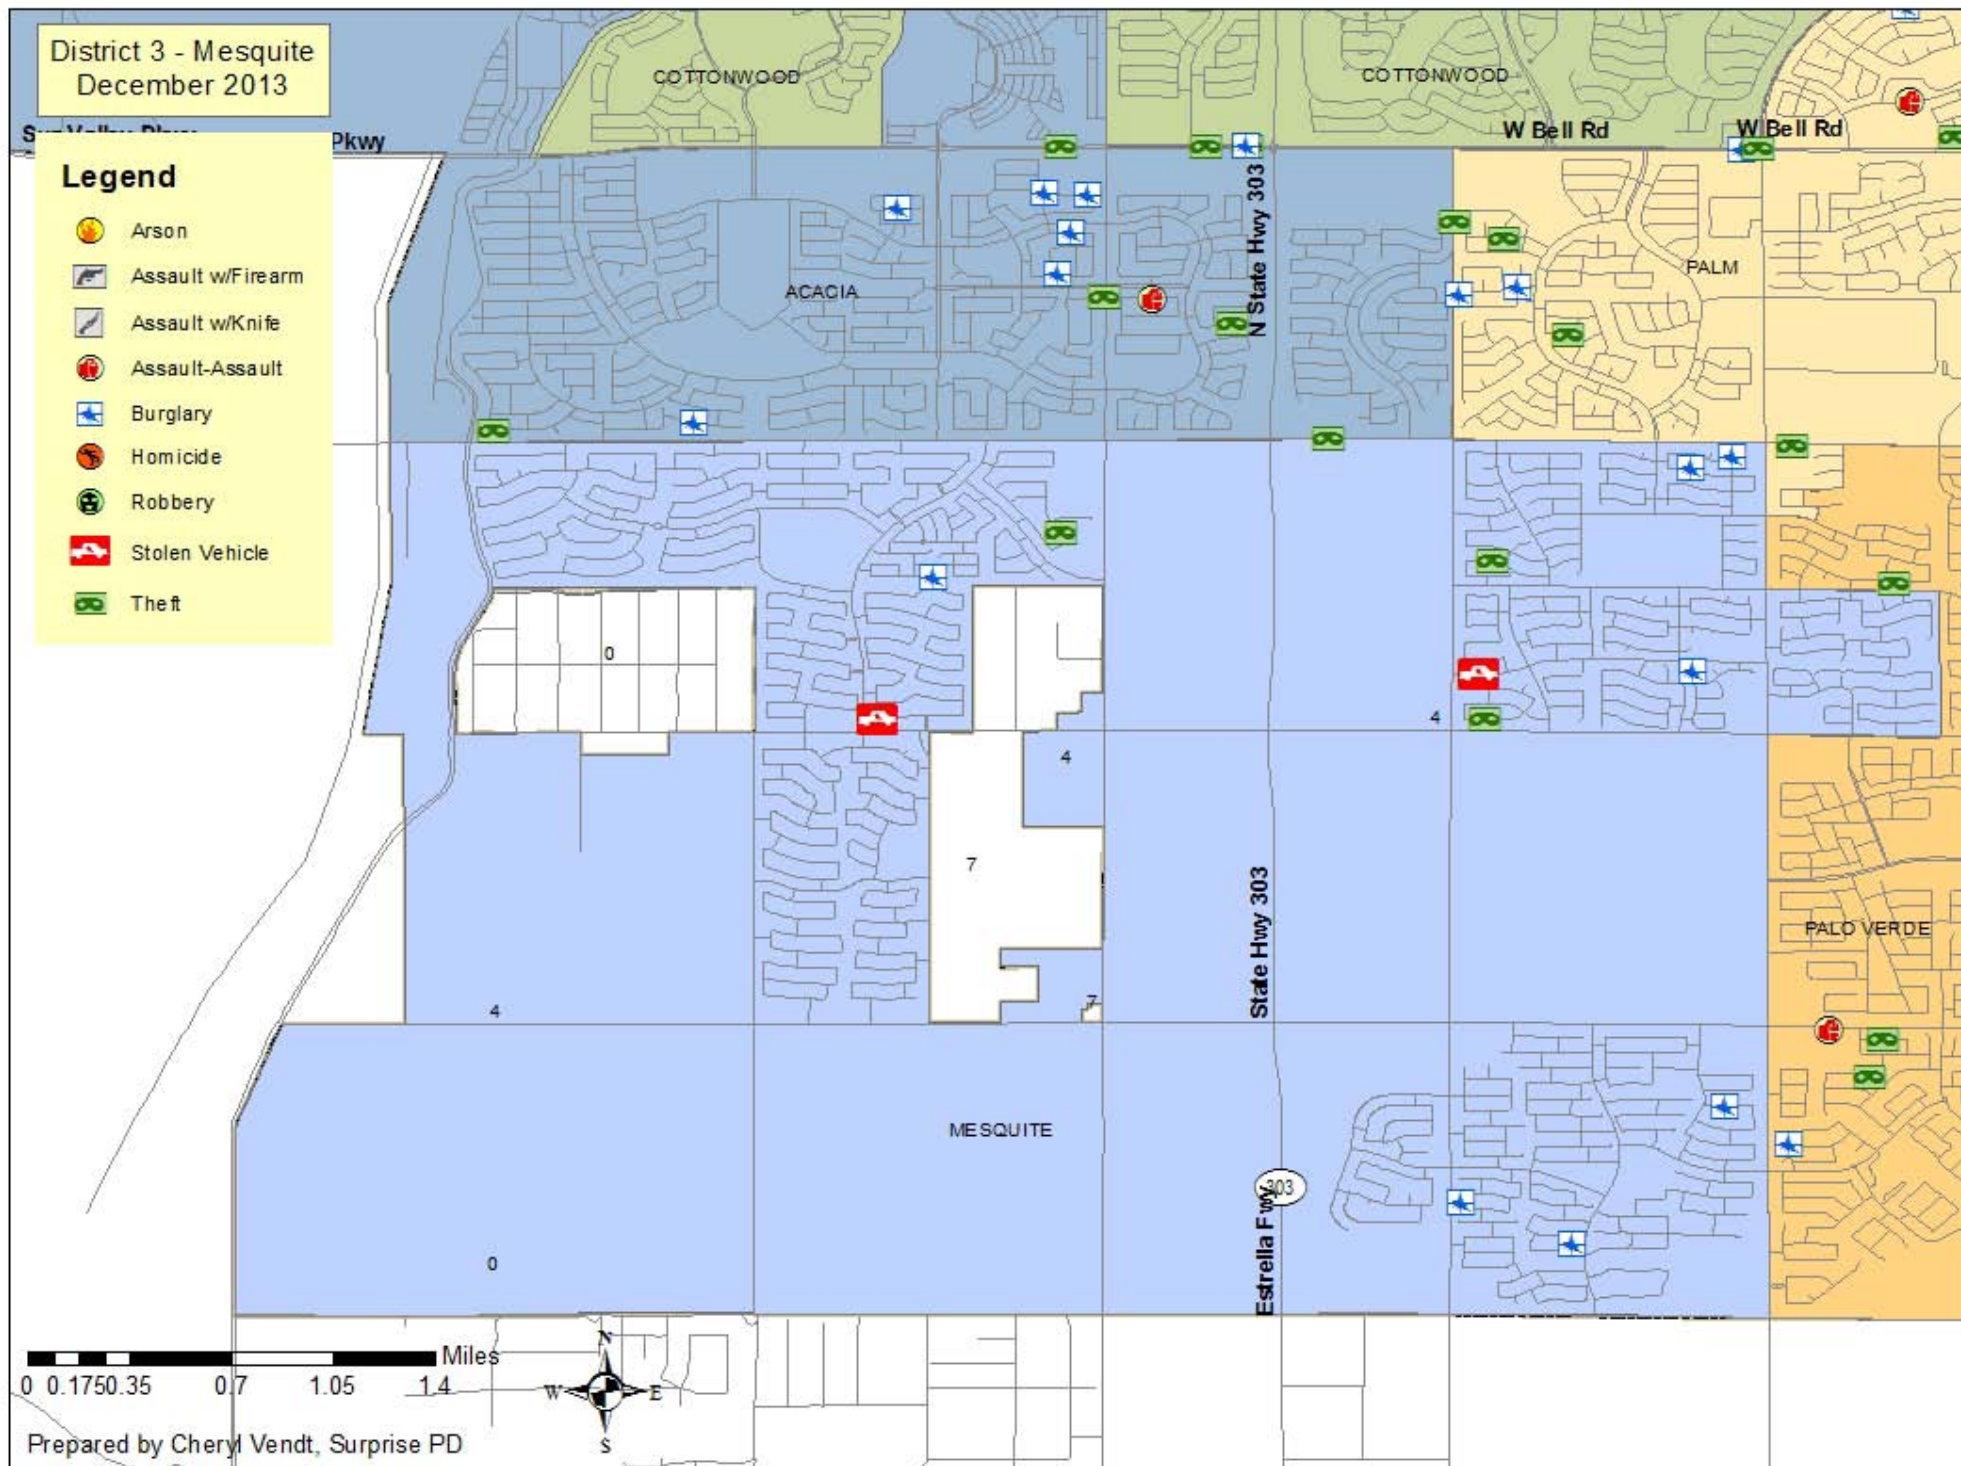 District 3 - Mesquite
December 2013
COTTONWOOD
COTTONWOOD
Pkwy
W Bell Rd
W Bell Rd
Legend
Arson
Assault w/Firearm
Assault w/Knife
Assault-Assault
Burglary
Homicide
Robbery
Stolen Vehicle
Theft
N State Hwy 303
ACACIA
PALM
0
4
4
7
State Hwy 303
PALO VERDE
4
7
MESQUITE
303
Estrella Fwy
0
Miles
0 0.1750.35 0.7 1.05 1.4
N
W E
S
Prepared by Cheryl Vendt, Surprise PD